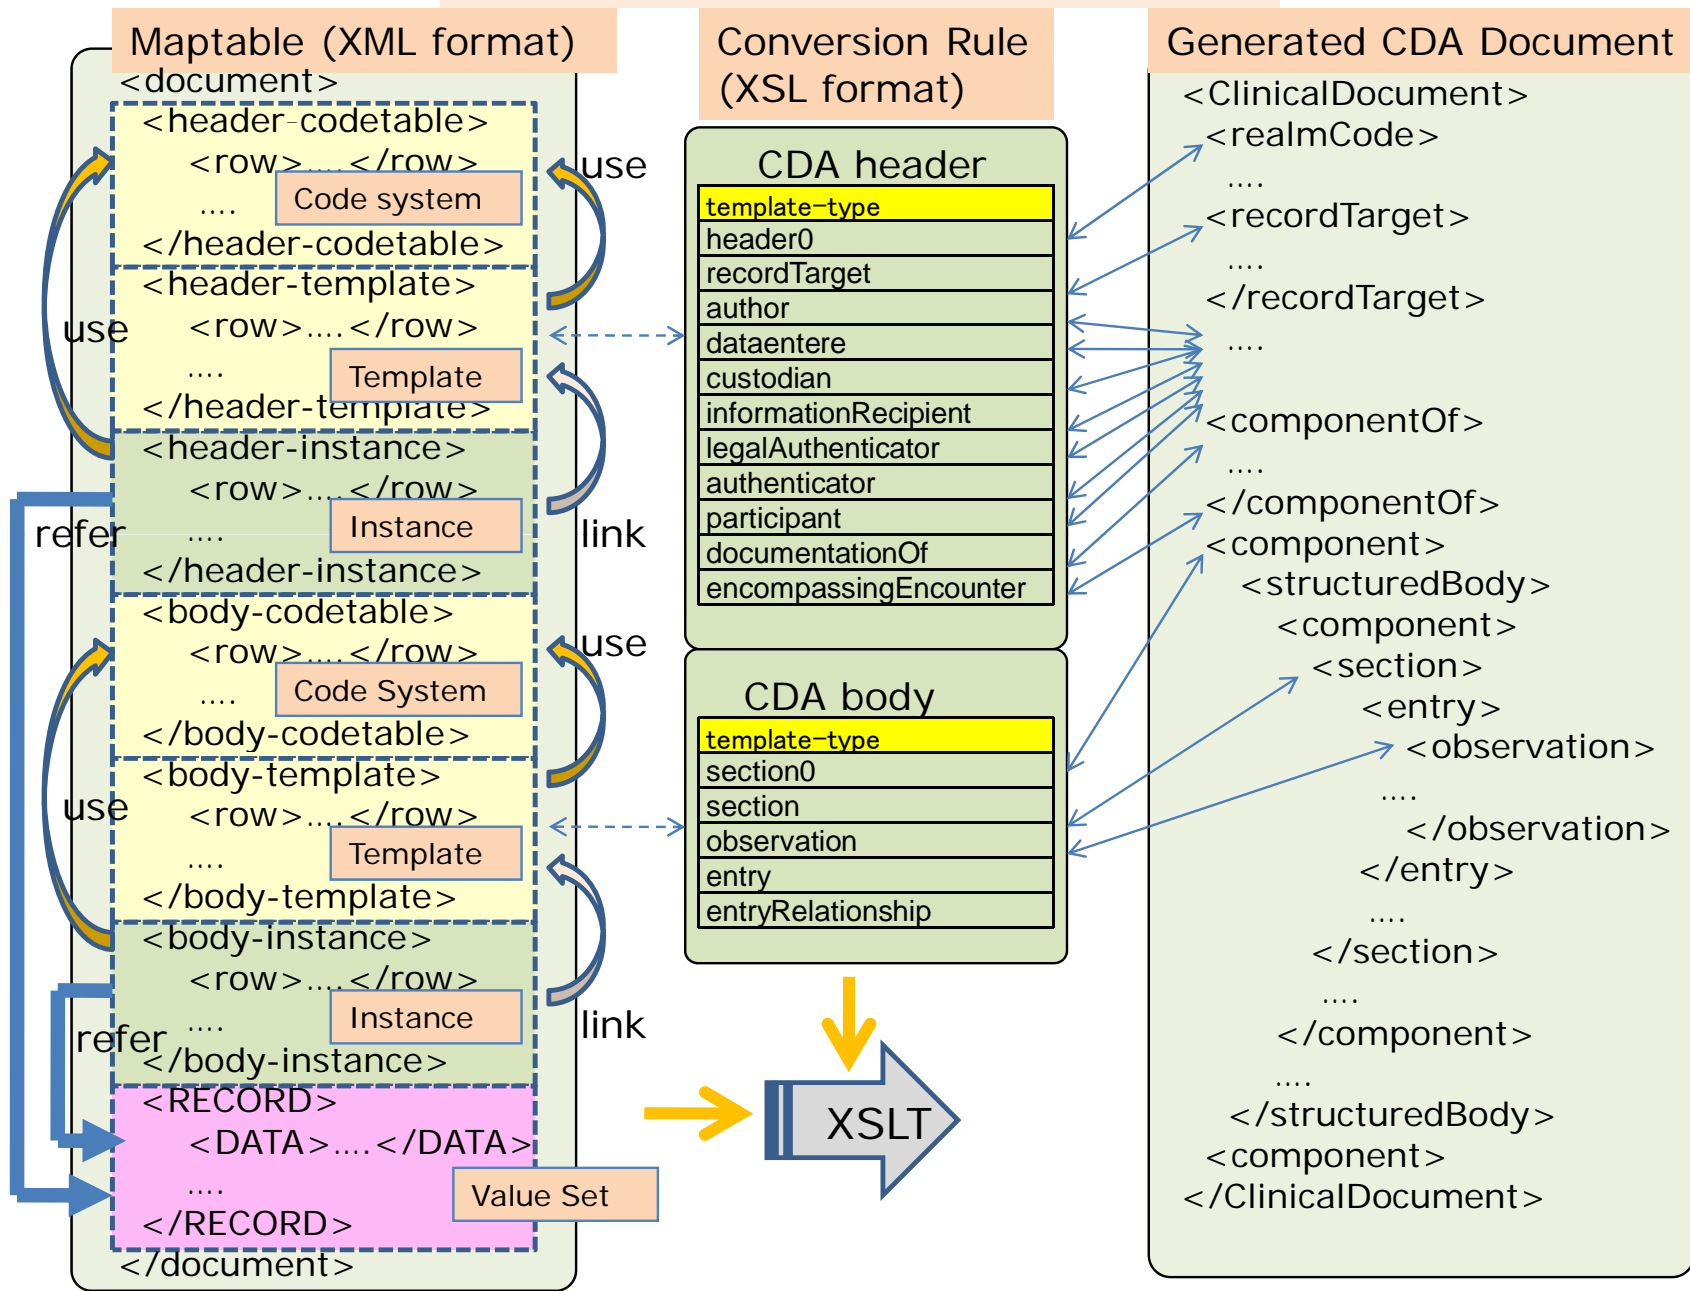 Maptable (XML format)
<document>
<header-codetable>
<row>....</row>
Code system
....
</header-codetable>
use
<header-template>
<row>....</row>
use
....
Template
</header-template>
<header-instance>
<row>....</row>
refer
....
Instance
link
</header-instance>
<body-codetable>
<row>....</row>
use
....
Code System
</body-codetable>
<body-template>
<row>....</row>
use
....
Template
</body-template>
<body-instance>
<row>....</row>
....
Instance
link
refer
</body-instance>
<RECORD>
<DATA>....</DATA>
....
Value Set
</RECORD>
</document>
Conversion Rule
(XSL format)
CDA header
template-type
header0
recordTarget
author
dataentere
custodian
informationRecipient
legalAuthenticator
authenticator
participant
documentationOf
encompassingEncounter
CDA body
template-type
section0
section
observation
entry
entryRelationship
XSLT
Generated CDA Document
<ClinicalDocument>
<realmCode>
....
<recordTarget>
....
</recordTarget>
....
<componentOf>
....
</componentOf>
<component>
<structuredBody>
<component>
<section>
<entry>
<observation>
....
</observation>
</entry>
....
</section>
....
</component>
....
</structuredBody>
<component>
</ClinicalDocument>